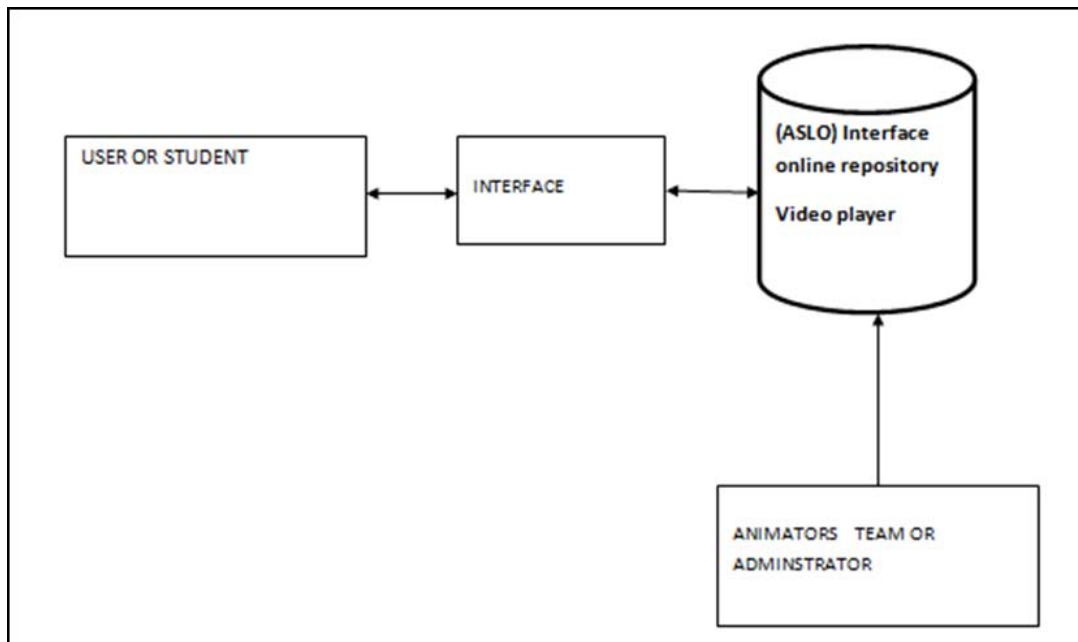 USER OR STUDENT
INTERFACE
(ASLO) Interface
online repository
Video player
ANIMATORS TEAM OR
ADMINSTRATOR